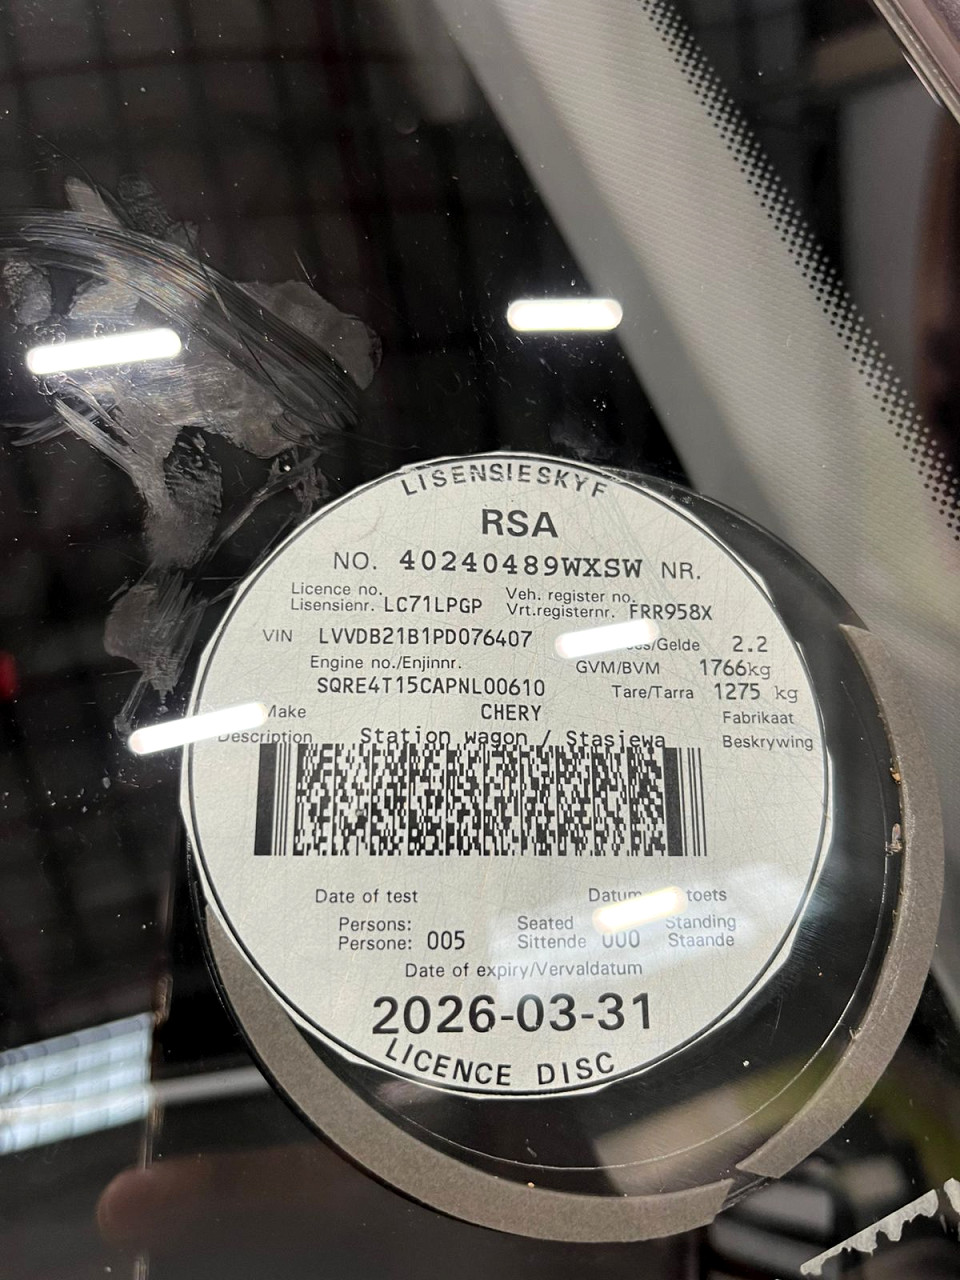 LISENSIESKYF
RSA
NO. 40240489WXSW NR.
Licence no. Veh. register no.
Lisensienr. LC71LPGP Vrt.registernr. FRR958X
VIN LVVDB21B1PD076407 /Gelde 2.2
Engine no./Enjinnr. GVM/BVM 1766kg
SQRE4T15CAPNL00610 Tare/Tarra 1275 kg
Make CHERY Fabrikaat
Description Station wagon / Stasiewa Beskrywing
Date of test Datum toets
Persons: Seated Standing
Persone: 005 Sittende 000 Staande
Date of expiry/Vervaldatum
2026-03-31
LICENCE DISC